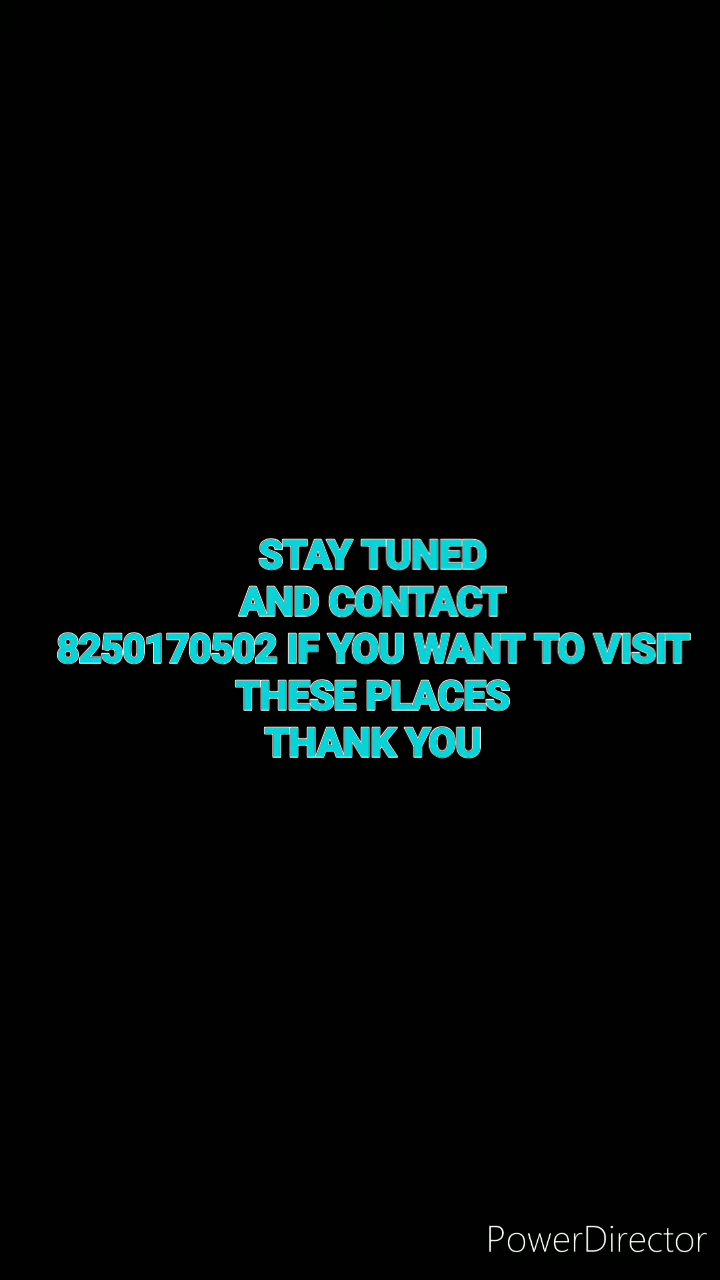 STAY TUNED
AND CONTACT
8250170502 IF YOU WANT TO VISIT
THESE PLACES
THANK YOU
PowerDirector